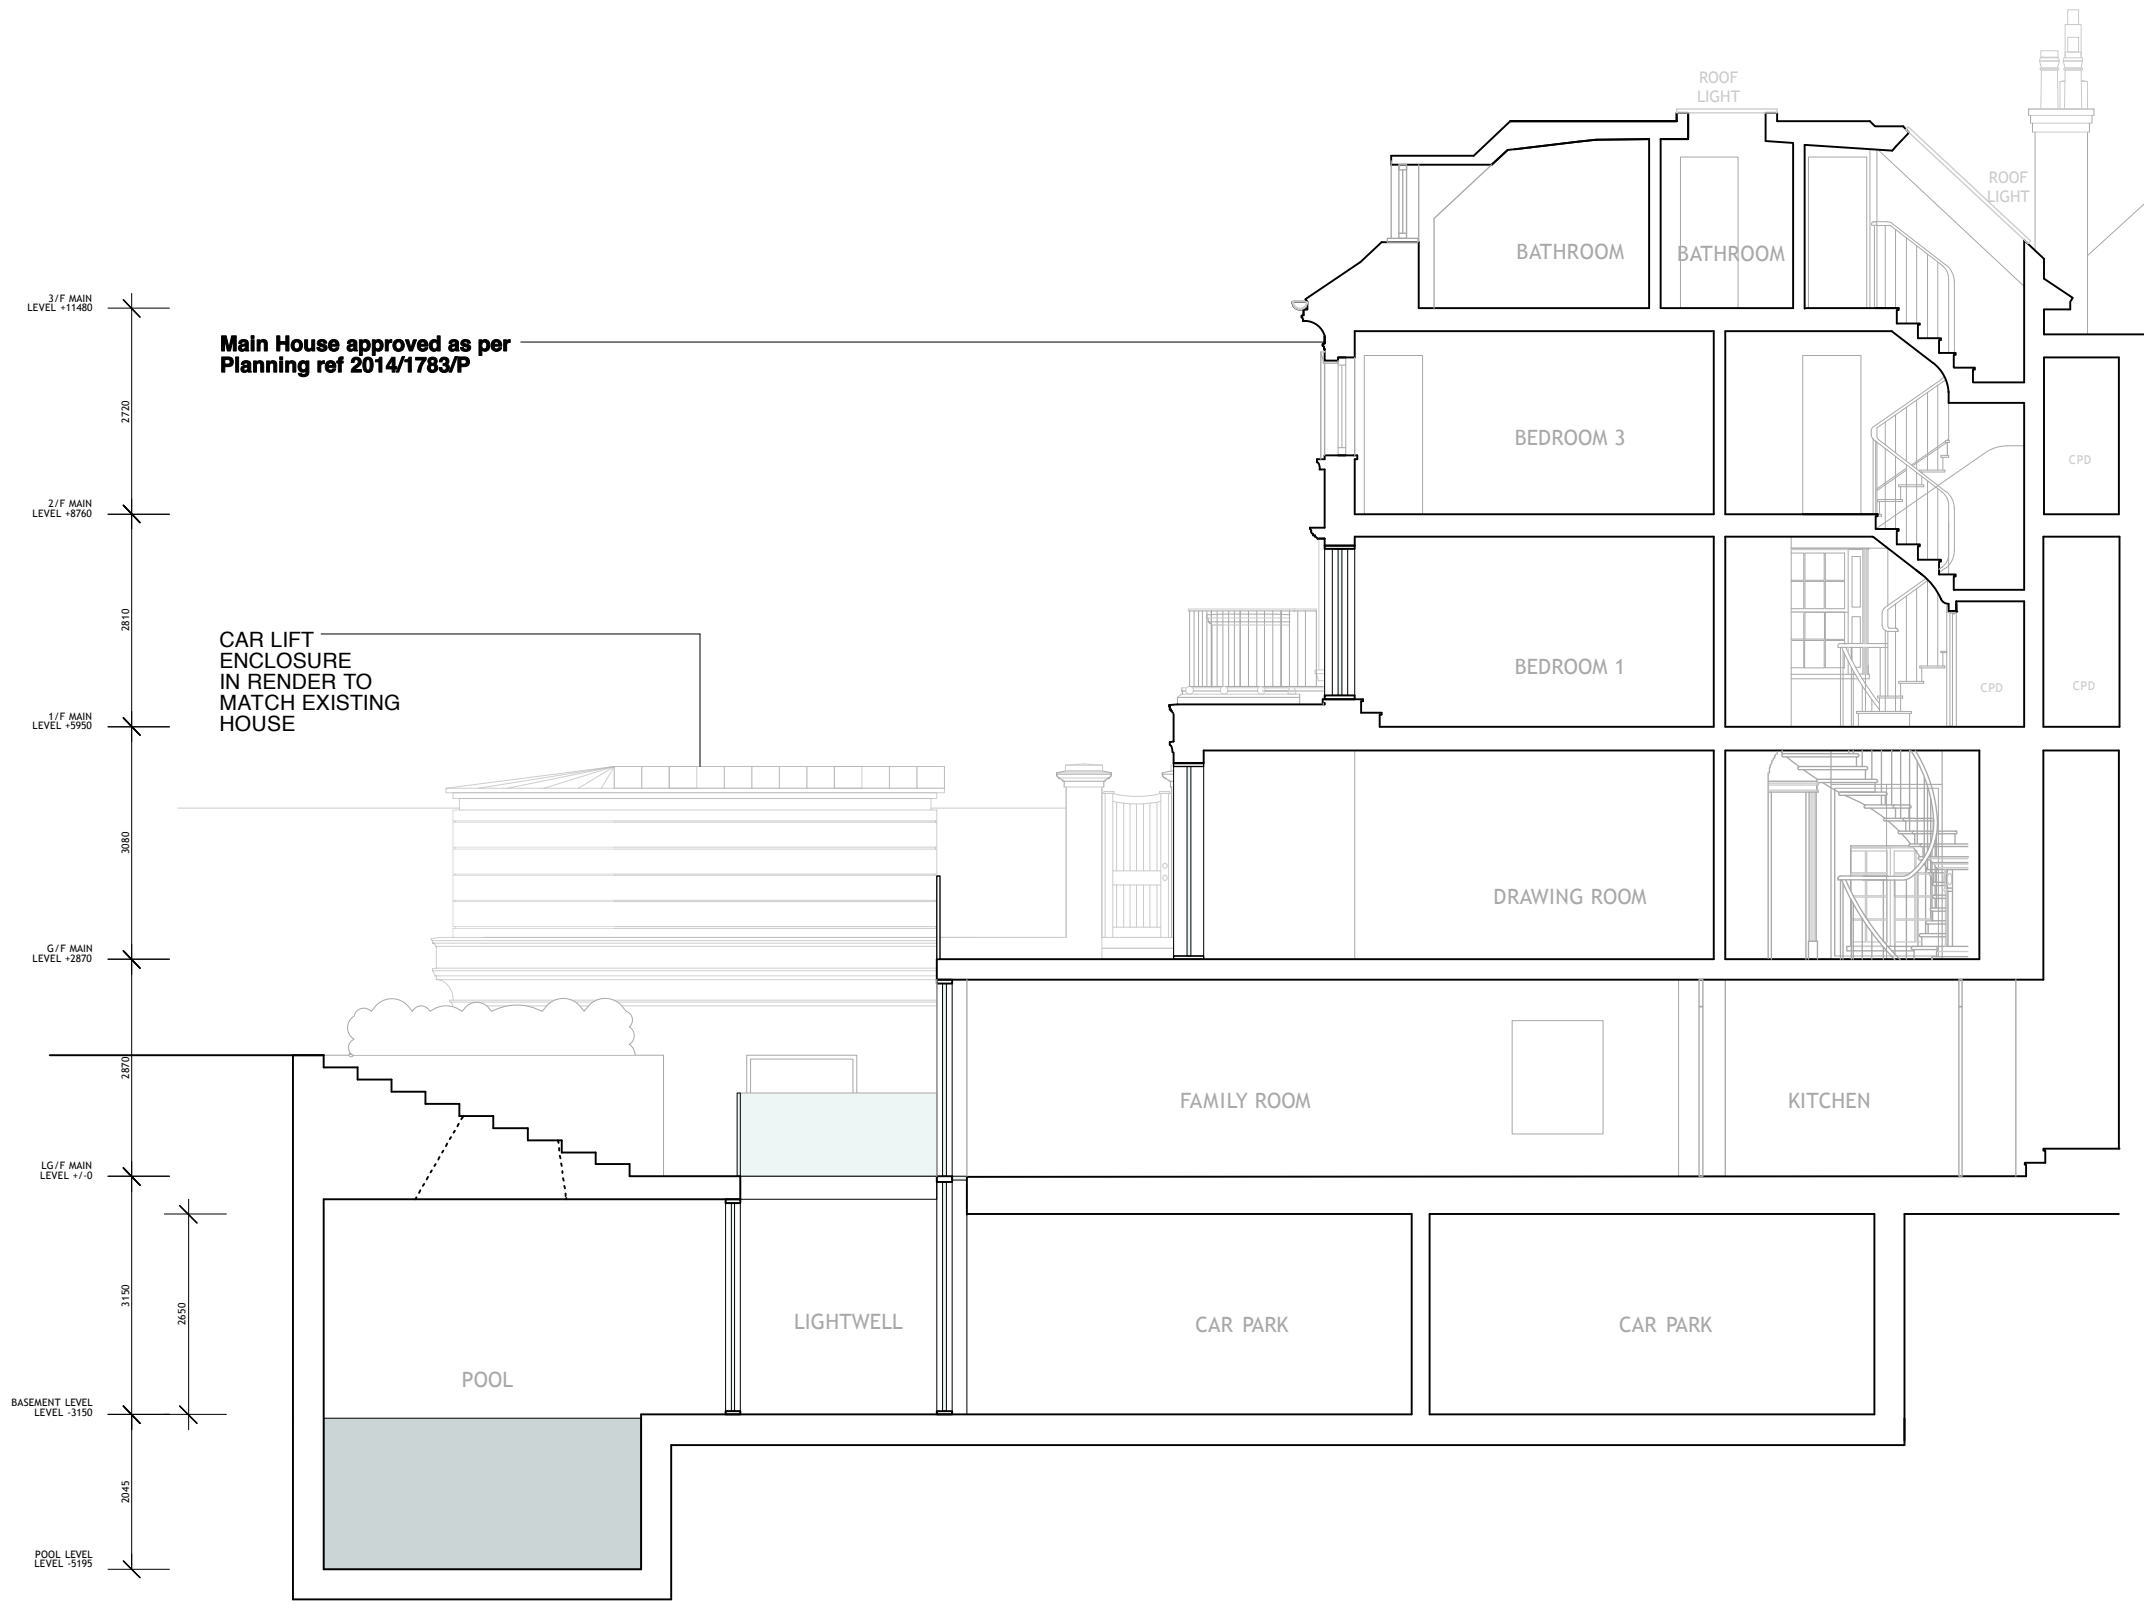 ROOF
LIGHT
ROOF
LIGHT
BATHROOM
BATHROOM
3/F MAIN
LEVEL +11480
Main House approved as per
Planning ref 2014/1783/P
2720
BEDROOM 3
CPD
2/F MAIN
LEVEL +8760
2810
CAR LIFT
ENCLOSURE
IN RENDER TO
MATCH EXISTING
HOUSE
BEDROOM 1
CPD
CPD
1/F MAIN
LEVEL +5950
3080
DRAWING ROOM
G/F MAIN
LEVEL +2870
2870
FAMILY ROOM
KITCHEN
LG/F MAIN
LEVEL +/-0
3150
2650
LIGHTWELL
CAR PARK
CAR PARK
POOL
BASEMENT LEVEL
LEVEL -3150
2045
POOL LEVEL
LEVEL -5195